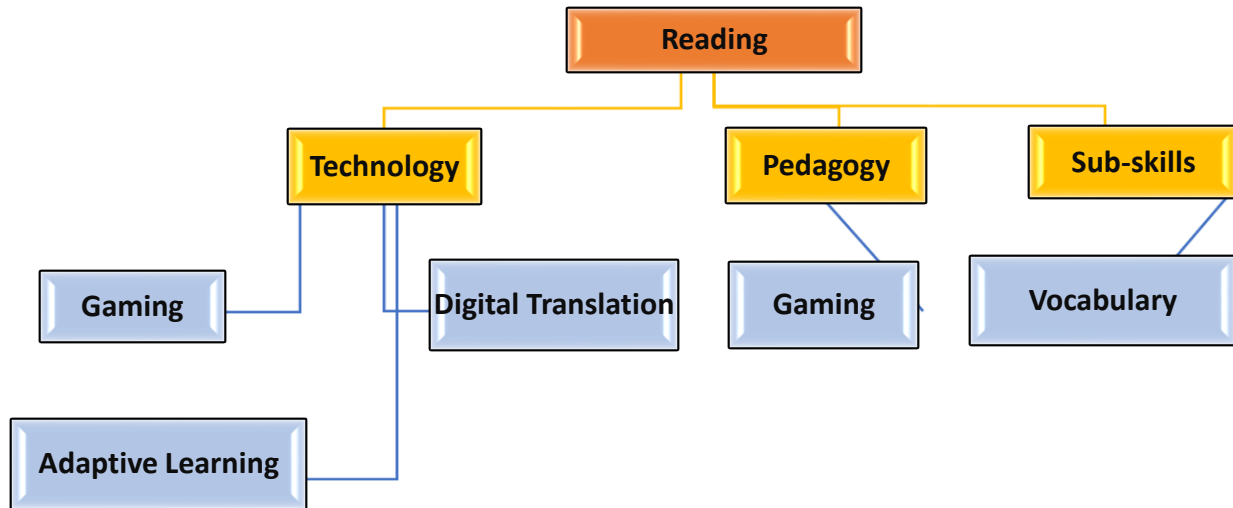 Reading
Technology
Pedagogy
Sub-skills
Gaming
Digital Translation
Gaming
Vocabulary
Adaptive Learning